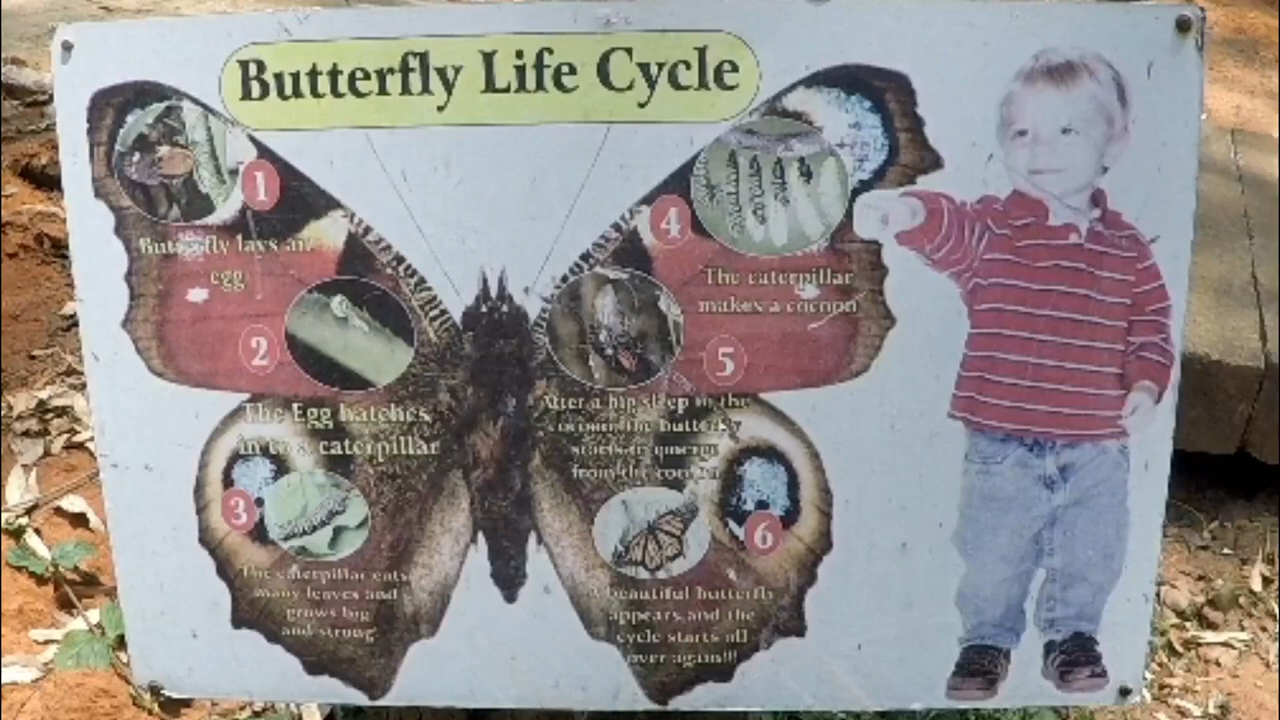 Butterfly Life Cycle
1
Butterfly lays an
egg
2
The Egg hatches
in to a caterpillar
3
The caterpillar eats
many leaves and
grows big
and strong!
4
The caterpillar
makes a cocoon
5
After a big sleep in the
cocoon, the butterfly
starts to emerge
from the cocoon
6
A beautiful butterfly
appears and the
cycle starts all
over again!!!